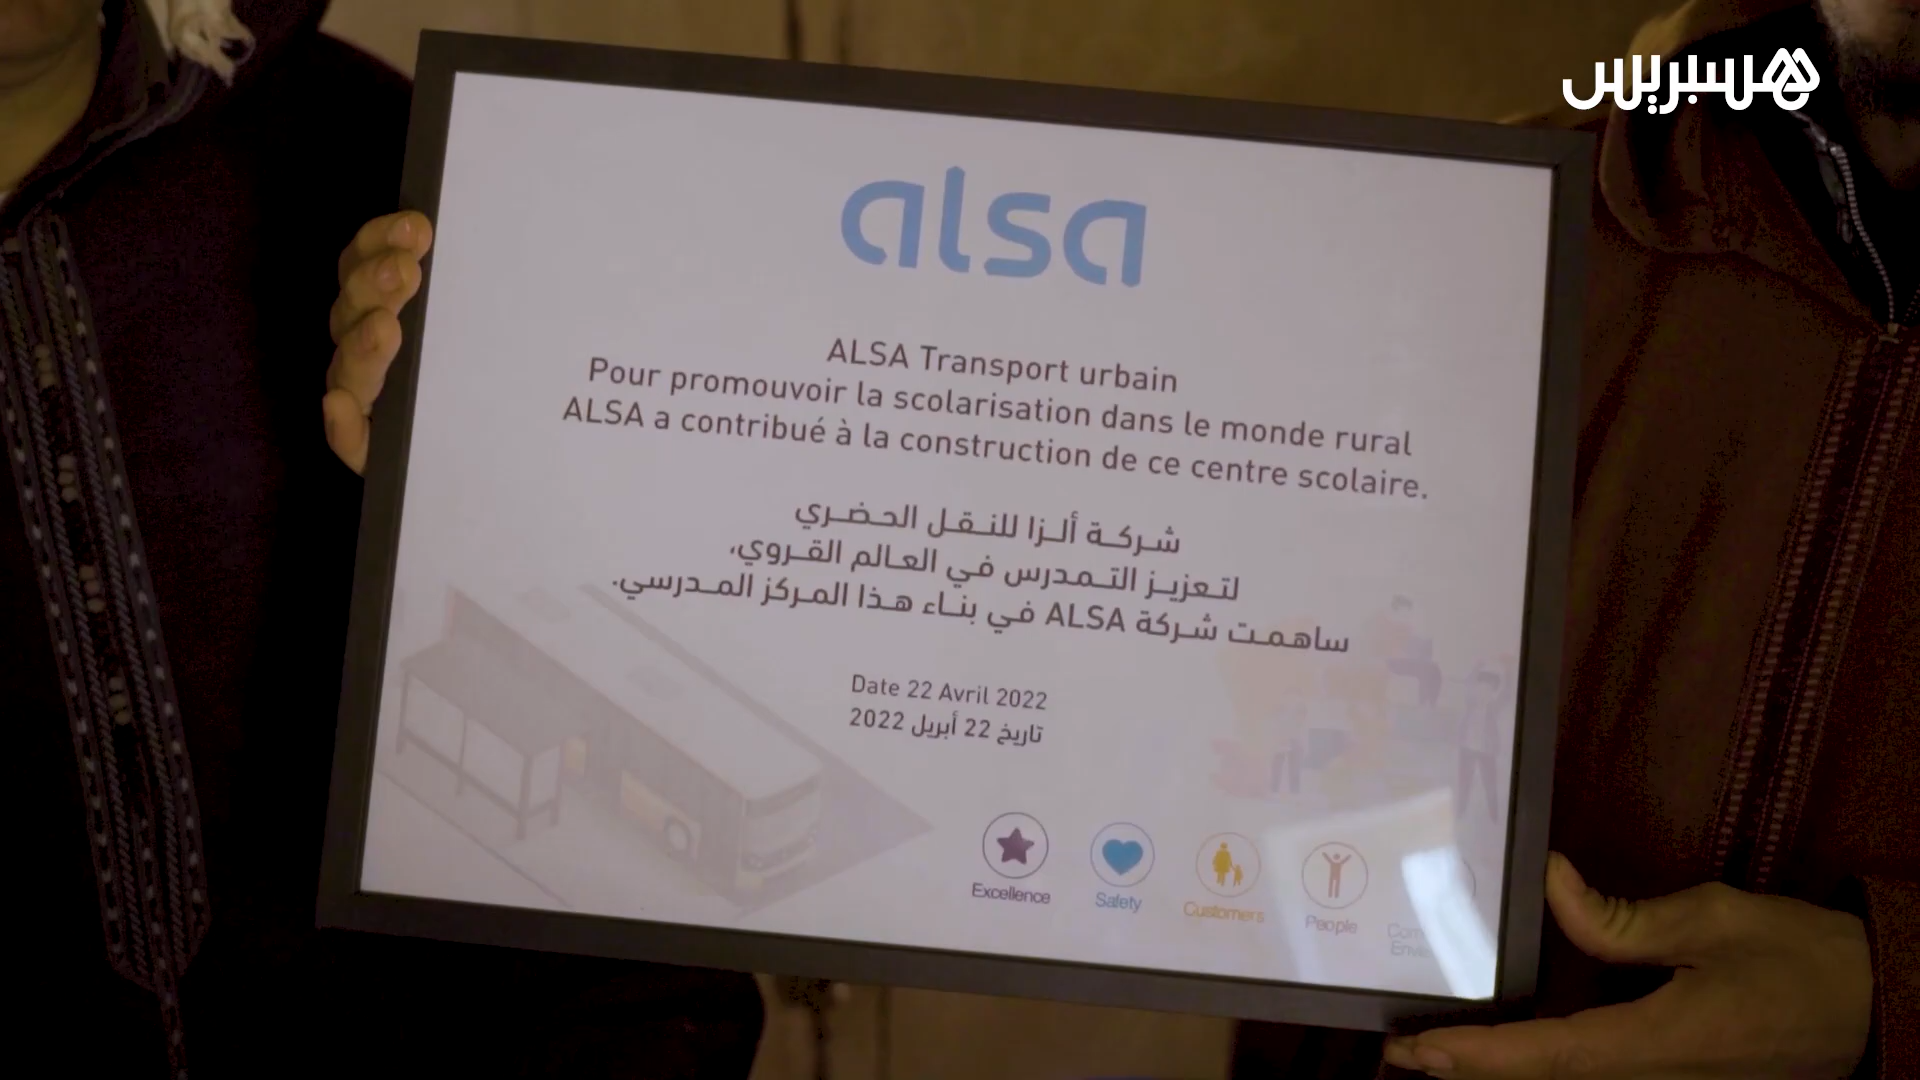 هسبريس
alsa
ALSA Transport urbain
Pour promouvoir la scolarisation dans le monde rural
ALSA a contribué à la construction de ce centre scolaire.
شركة ألزا للنقل الحضري
لتعزيز التمدرس في العالم القروي،
ساهمت شركة ALSA في بناء هذا المركز المدرسي.
Date 22 Avril 2022
تاريخ 22 أبريل 2022
Excellence
Safety
Customers
People